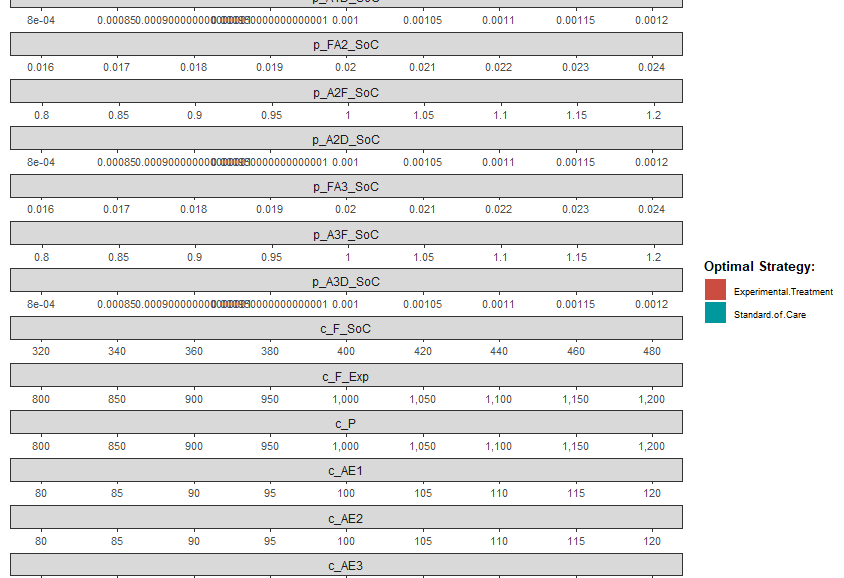 8e-04 0.00085 0.00105 0.001 0.0011 0.00115 0.0012
p_FA2_SoC
0.016 0.017 0.018 0.019 0.02 0.021 0.022 0.023 0.024
p_A2F_SoC
0.8 0.85 0.9 0.95 1 1.05 1.1 1.15 1.2
p_A2D_SoC
8e-04 0.00085 0.001 0.00105 0.0011 0.00115 0.0012
p_FA3_SoC
0.016 0.017 0.018 0.019 0.02 0.021 0.022 0.023 0.024
p_A3F_SoC
0.8 0.85 0.9 0.95 1 1.05 1.1 1.15 1.2
p_A3D_SoC
8e-04 0.00085 0.001 0.00105 0.0011 0.00115 0.0012
c_F_SoC
320 340 360 380 400 420 440 460 480
c_F_Exp
800 850 900 950 1,000 1,050 1,100 1,150 1,200
c_P
800 850 900 950 1,000 1,050 1,100 1,150 1,200
c_AE1
80 85 90 95 100 105 110 115 120
c_AE2
80 85 90 95 100 105 110 115 120
c_AE3
Optimal Strategy:
Experimental.Treatment
Standard.of.Care